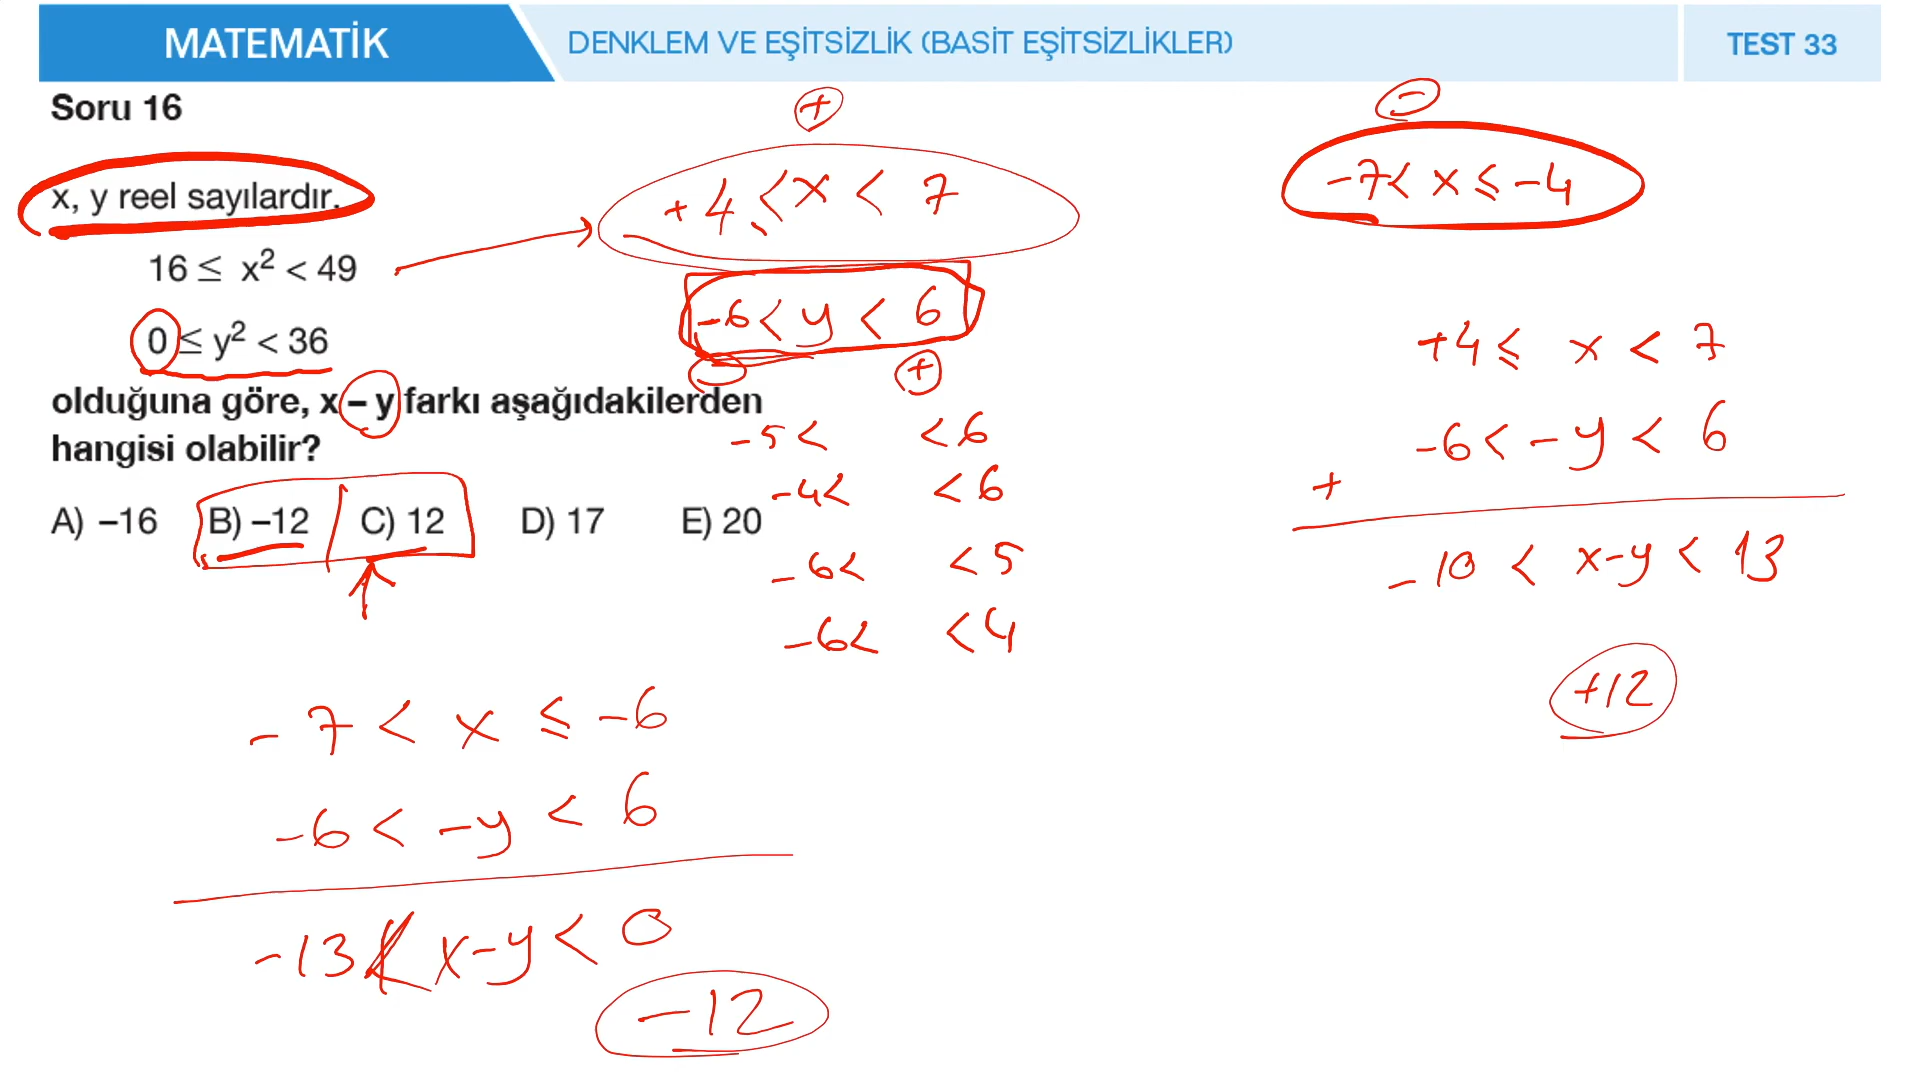 MATEMATİK
DENKLEM VE EŞİTSİZLİK (BASİT EŞİTSİZLİKLER)
TEST 33
Soru 16
x, y reel sayılardır.
16 ≤ x² < 49
0 ≤ y² < 36
olduğuna göre, x – y farkı aşağıdakilerden
hangisi olabilir?
A) –16 B) –12 C) 12 D) 17 E) 20
+
+4 ≤ x < 7
-6 < y < 6
- +
-5 < < 6
-4 < < 6
-6 < < 5
-6 < < 4
-
-7 < x ≤ -4
+4 ≤ x < 7
-6 < -y < 6
+
-10 < x-y < 13
+12
-7 < x ≤ -6
-6 < -y < 6
-13 < x-y < 0
-12